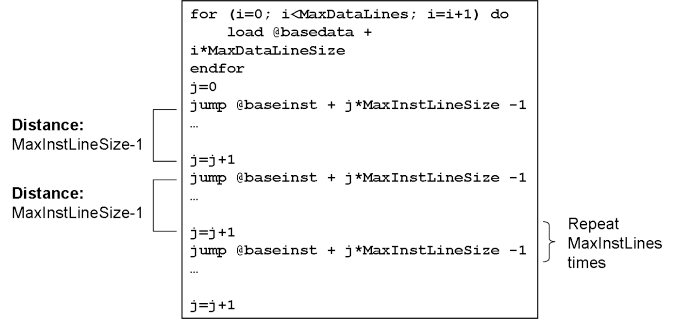 for (i=0; i<MaxDataLines; i=i+1) do
load @basedata +
i*MaxDataLineSize
endfor
j=0
jump @baseinst + j*MaxInstLineSize -1
…
j=j+1
jump @baseinst + j*MaxInstLineSize -1
…
j=j+1
jump @baseinst + j*MaxInstLineSize -1
…
j=j+1
Distance:
MaxInstLineSize-1
Distance:
MaxInstLineSize-1
Repeat
MaxInstLines
times